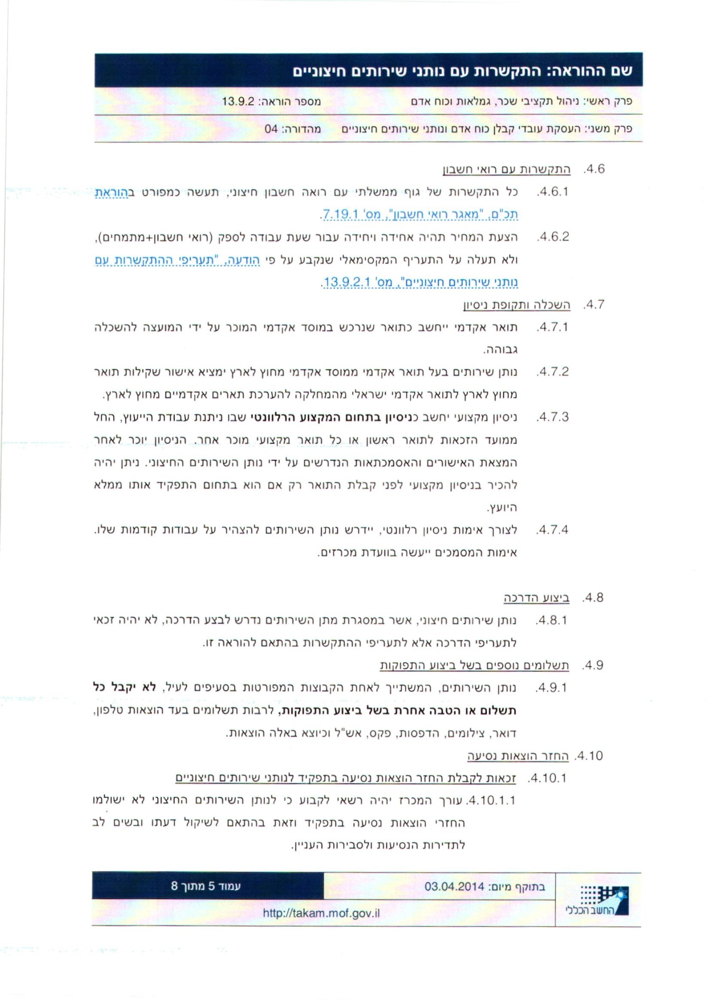 שם ההוראה: התקשרות עם נותני שירותים חיצוניים
פרק ראשי: ניהול תקציבי שכר, גמלאות וכוח אדם מספר הוראה: 13.9.2
פרק משני: העסקת עובדי קבלן כוח אדם ונותני שירותים חיצוניים מהדורה: 04
4.6. התקשרות עם רואי חשבון
4.6.1. כל התקשרות של גוף ממשלתי עם רואה חשבון חיצוני, תעשה כמפורט בהוראת
תכ"ם, "מאגר רואי חשבון", מס' 7.19.1.
4.6.2. הצעת המחיר תהיה אחידה ויחידה עבור שעת עבודה לספק (רואי חשבון+מתמחים),
ולא תעלה על התעריף המקסימאלי שנקבע על פי הודעה, "תעריפי ההתקשרות עם
נותני שירותים חיצוניים", מס' 13.9.2.1.
4.7. השכלה ותקופת ניסיון
4.7.1. תואר אקדמי ייחשב כתואר שנרכש במוסד אקדמי המוכר על ידי המועצה להשכלה
גבוהה.
4.7.2. נותן שירותים בעל תואר אקדמי ממוסד אקדמי מחוץ לארץ ימציא אישור שקילות תואר
מחוץ לארץ לתואר אקדמי ישראלי מהמחלקה להערכת תארים אקדמיים מחוץ לארץ.
4.7.3. ניסיון מקצועי יחשב כניסיון בתחום המקצוע הרלוונטי שבו ניתנת עבודת הייעוץ, החל
ממועד הזכאות לתואר ראשון או כל תואר מקצועי מוכר אחר. הניסיון יוכר לאחר
המצאת האישורים והאסמכתאות הנדרשים על ידי נותן השירותים החיצוני. ניתן יהיה
להכיר בניסיון מקצועי לפני קבלת התואר רק אם הוא בתחום התפקיד אותו ממלא
היועץ.
4.7.4. לצורך אימות ניסיון רלוונטי, יידרש נותן השירותים להצהיר על עבודות קודמות שלו.
אימות המסמכים ייעשה בוועדת מכרזים.
4.8. ביצוע הדרכה
4.8.1. נותן שירותים חיצוני, אשר במסגרת מתן השירותים נדרש לבצע הדרכה, לא יהיה זכאי
לתעריפי הדרכה אלא לתעריפי ההתקשרות בהתאם להוראה זו.
4.9. תשלומים נוספים בשל ביצוע התפוקות
4.9.1. נותן השירותים, המשתייך לאחת הקבוצות המפורטות בסעיפים לעיל, לא יקבל כל
תשלום או הטבה אחרת בשל ביצוע התפוקות, לרבות תשלומים בעד הוצאות טלפון,
דואר, צילומים, הדפסות, פקס, אש"ל וכיוצא באלה הוצאות.
4.10. החזר הוצאות נסיעה
4.10.1. זכאות לקבלת החזר הוצאות נסיעה בתפקיד לנותני שירותים חיצוניים
4.10.1.1. עורך המכרז יהיה רשאי לקבוע כי לנותן השירותים החיצוני לא ישולמו
החזרי הוצאות נסיעה בתפקיד וזאת בהתאם לשיקול דעתו ובשים לב
לתדירות הנסיעות ולסבירות העניין.
בתוקף מיום: 03.04.2014 עמוד 5 מתוך 8
החשב הכללי
http://takam.mof.gov.il